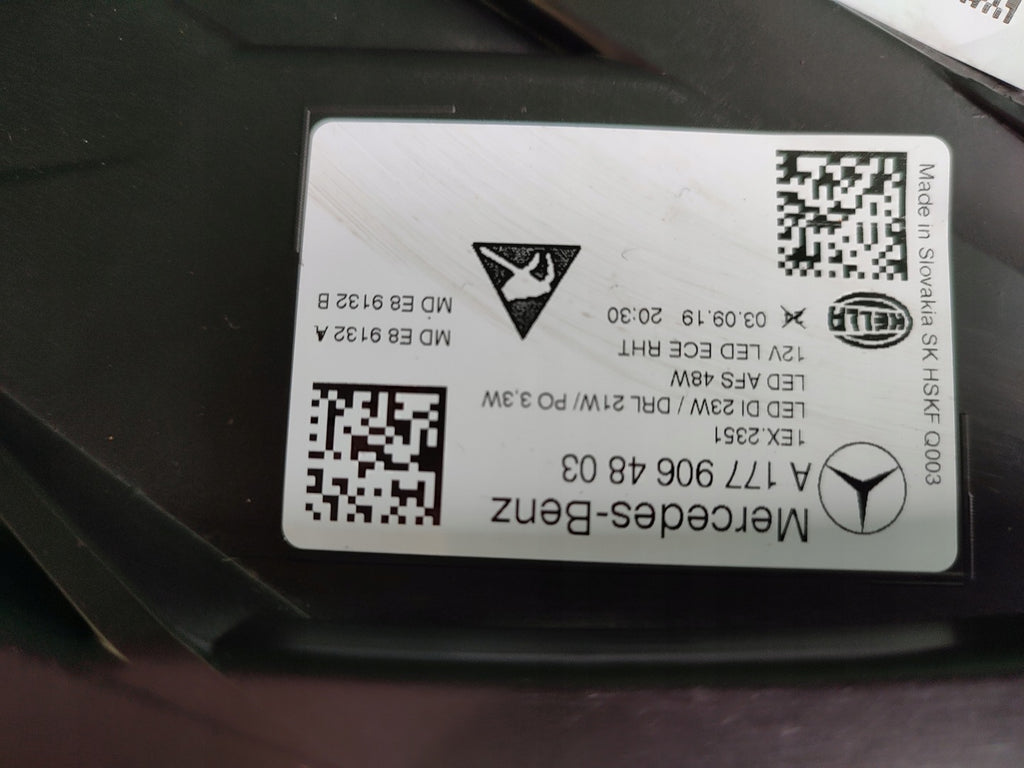 Mercedes-Benz
A 177 906 48 03
1EX.2351
LED DI 23W / DRL 21W/ PO 3,3W
LED AFS 48W
12V LED ECE RHT
03.09.19 20:30
HELLA
MD E8 9132 A
MD E8 9132 B
Made in Slovakia SK HSKF Q003